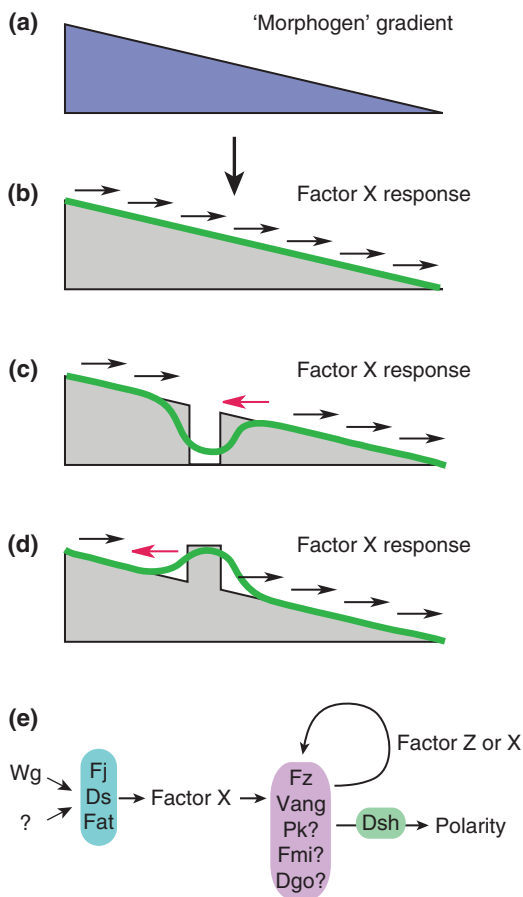 (a)
'Morphogen' gradient
(b)
Factor X response
(c)
Factor X response
(d)
Factor X response
(e)
Wg
?
Fj
Ds
Fat
Factor X
Fz
Vang
Pk?
Fmi?
Dgo?
Factor Z or X
Dsh
Polarity